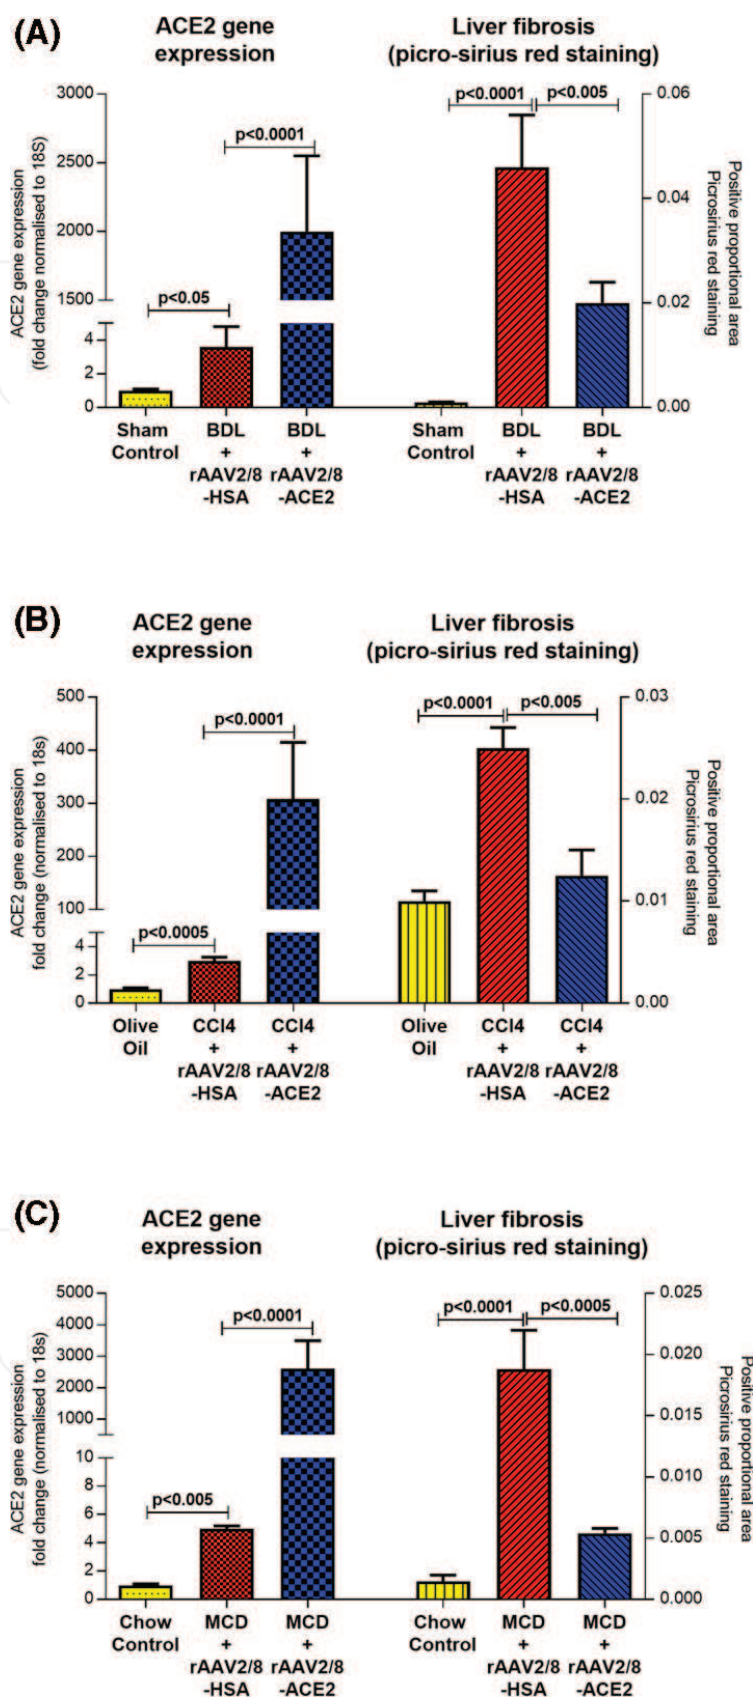 (A)
ACE2 gene
expression
Liver fibrosis
(picro-sirius red staining)
ACE2 gene expression
(fold change normalised to 18S)
3000
2500
2000
1500
4
2
0
p<0.05
p<0.0001
p<0.0001
p<0.005
0.06
0.04
0.02
0.00
Positive proportional area
Picrosirius red staining
Sham
Control
BDL
+
rAAV2/8
-HSA
BDL
+
rAAV2/8
-ACE2
Sham
Control
BDL
+
rAAV2/8
-HSA
BDL
+
rAAV2/8
-ACE2
(B)
ACE2 gene
expression
Liver fibrosis
(picro-sirius red staining)
ACE2 gene expression
fold change (normalised to 18s)
500
400
300
200
100
4
2
0
p<0.0005
p<0.0001
p<0.0001
p<0.005
0.03
0.02
0.01
0.00
Positive proportional area
Picrosirius red staining
Olive
Oil
CCl4
+
rAAV2/8
-HSA
CCl4
+
rAAV2/8
-ACE2
Olive
Oil
CCl4
+
rAAV2/8
-HSA
CCl4
+
rAAV2/8
-ACE2
(C)
ACE2 gene
expression
Liver fibrosis
(picro-sirius red staining)
ACE2 gene expression
fold change (normalised to 18s)
5000
4000
3000
2000
1000
10
8
6
4
2
0
p<0.005
p<0.0001
p<0.0001
p<0.0005
0.025
0.020
0.015
0.010
0.005
0.000
Positive proportional area
Picrosirius red staining
Chow
Control
MCD
+
rAAV2/8
-HSA
MCD
+
rAAV2/8
-ACE2
Chow
Control
MCD
+
rAAV2/8
-HSA
MCD
+
rAAV2/8
-ACE2